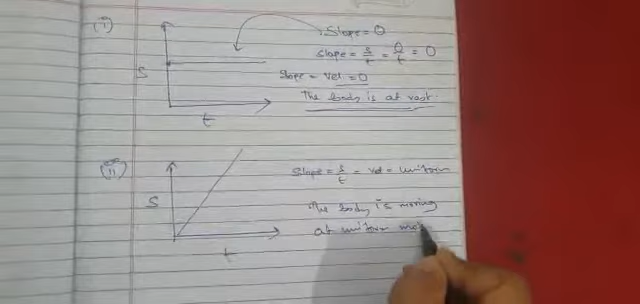 (i)
Slope = 0
Slope = s/t = 0/t = 0
S
Slope = vel = 0
The body is at rest.
t
(ii)
Slope = s/t = vel = uniform
S
The body is moving
at uniform mot
t